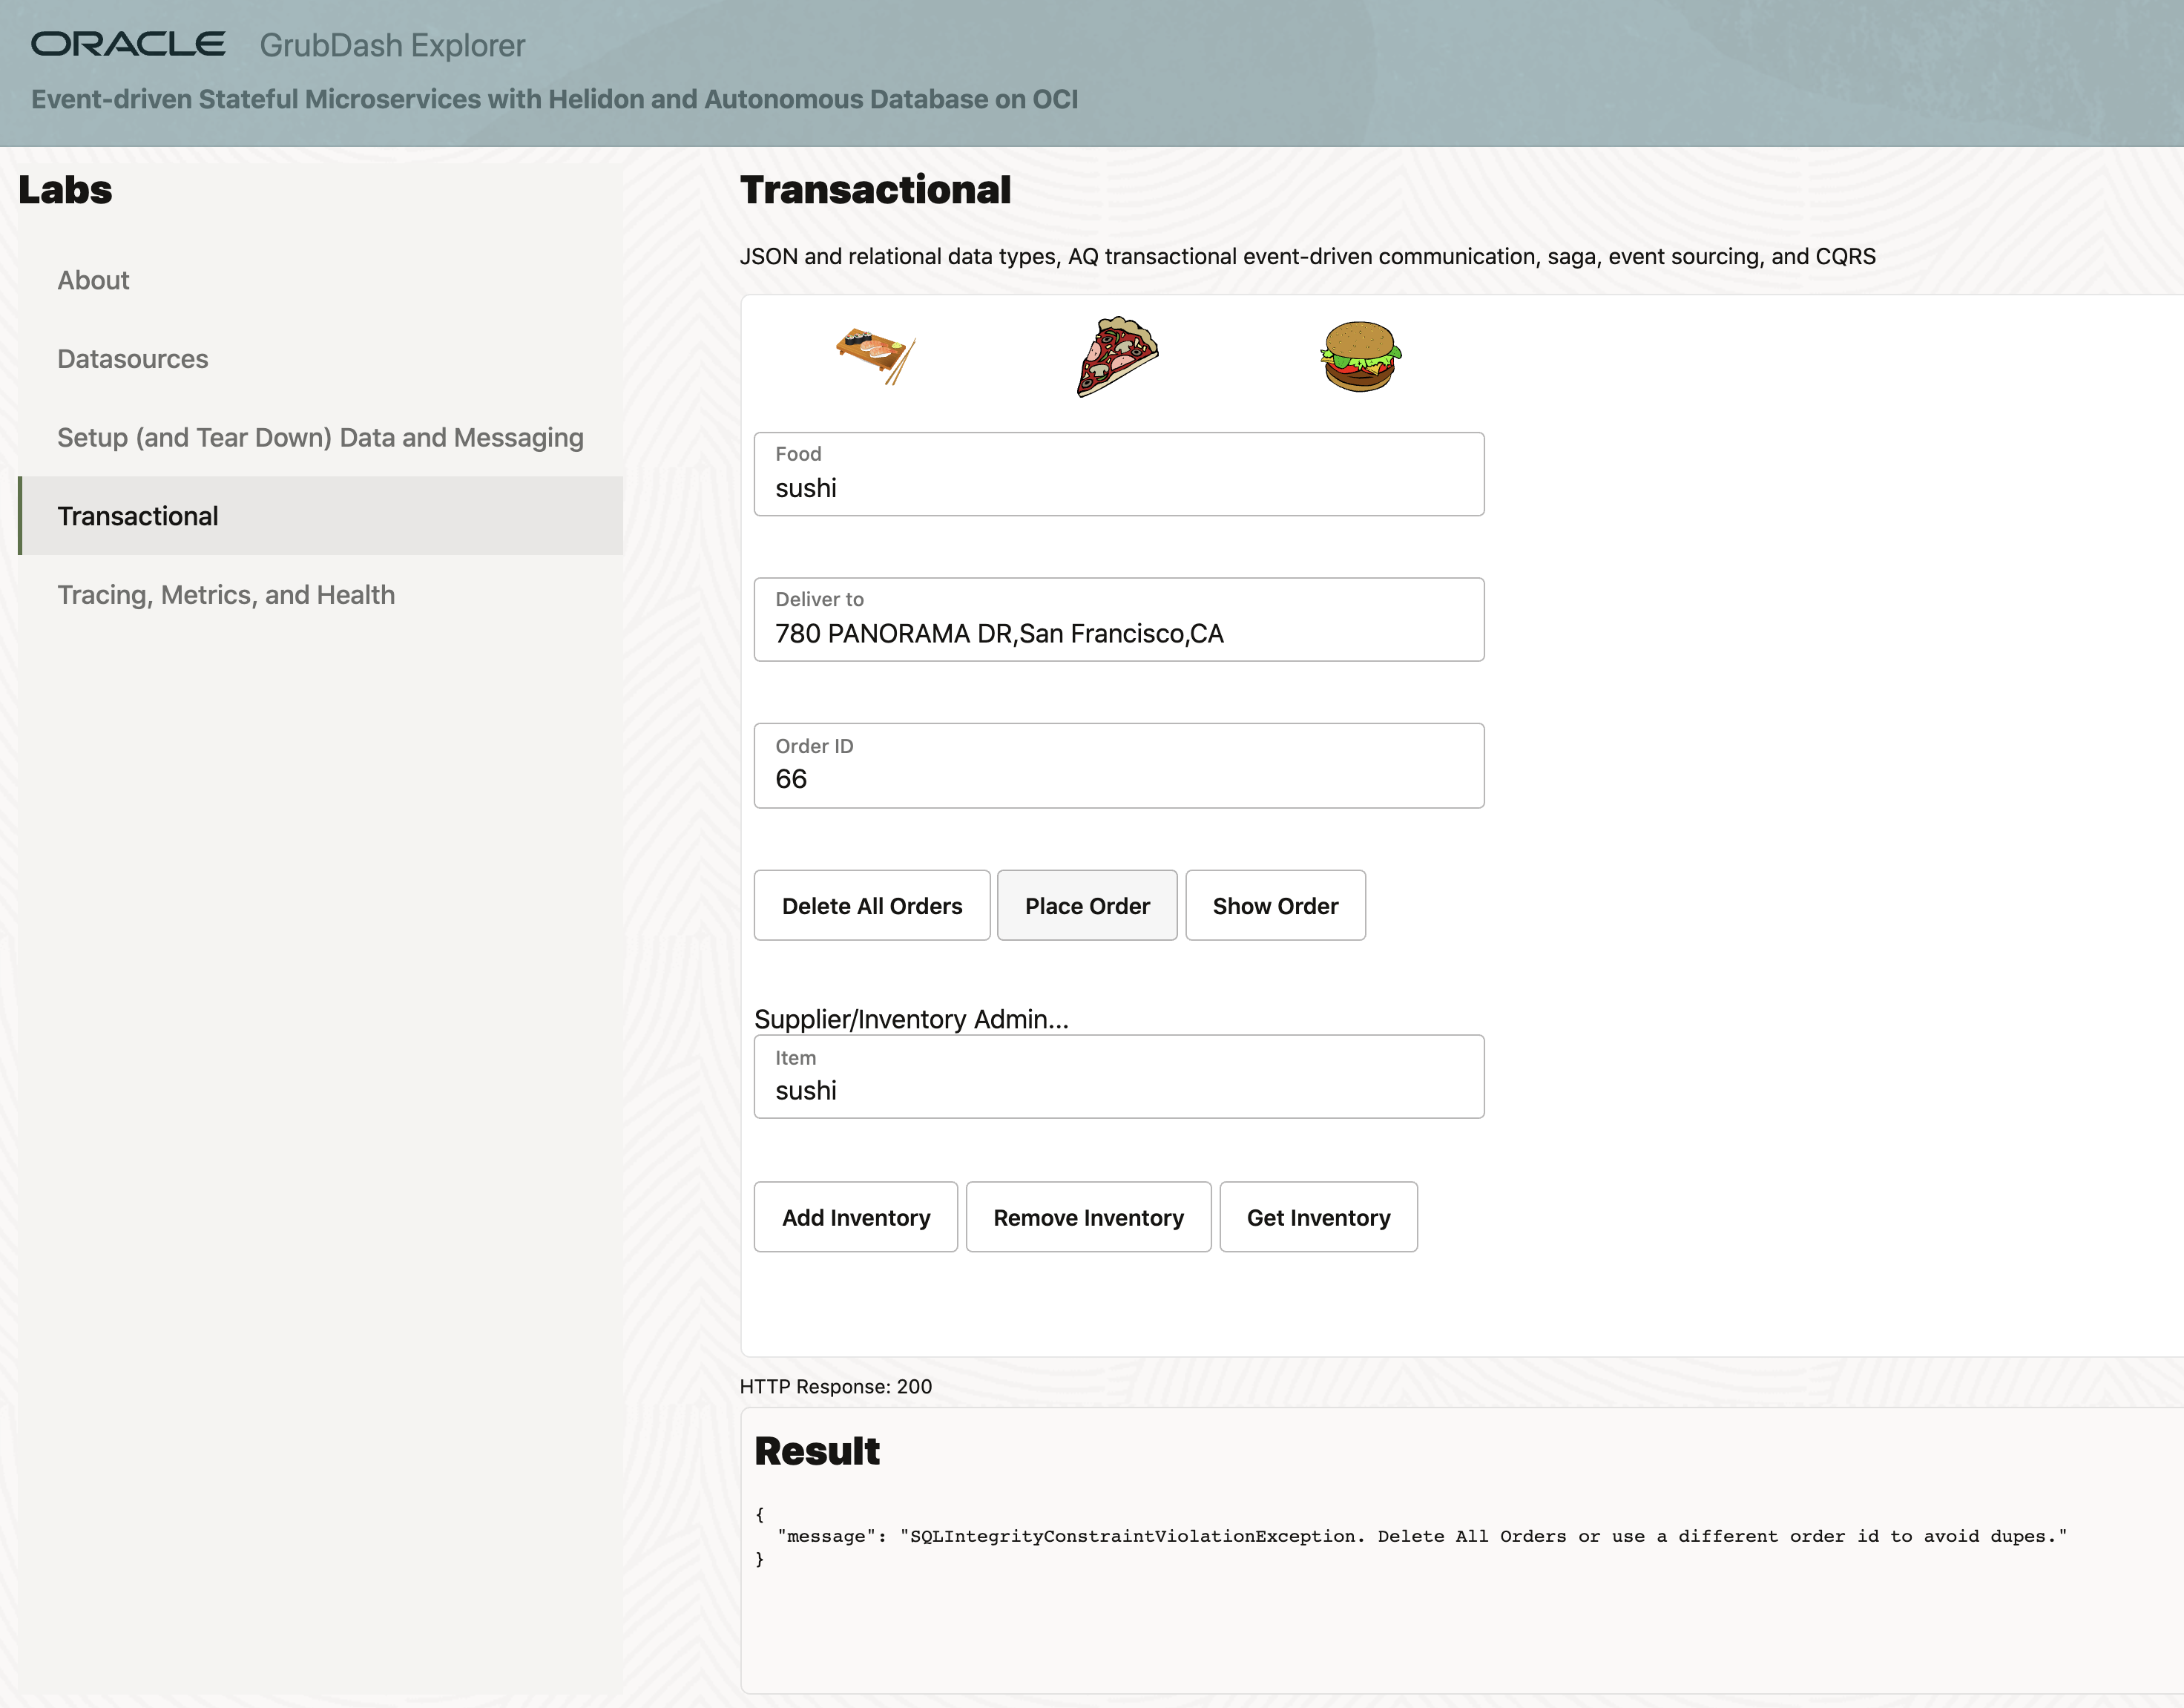 ORACLE GrubDash Explorer
Event-driven Stateful Microservices with Helidon and Autonomous Database on OCI
Labs
About
Datasources
Setup (and Tear Down) Data and Messaging
Transactional
Tracing, Metrics, and Health
Transactional
JSON and relational data types, AQ transactional event-driven communication, saga, event sourcing, and CQRS
Food
sushi
Deliver to
780 PANORAMA DR,San Francisco,CA
Order ID
66
Delete All Orders Place Order Show Order
Supplier/Inventory Admin...
Item
sushi
Add Inventory Remove Inventory Get Inventory
HTTP Response: 200
Result
{
"message": "SQLIntegrityConstraintViolationException. Delete All Orders or use a different order id to avoid dupes."
}